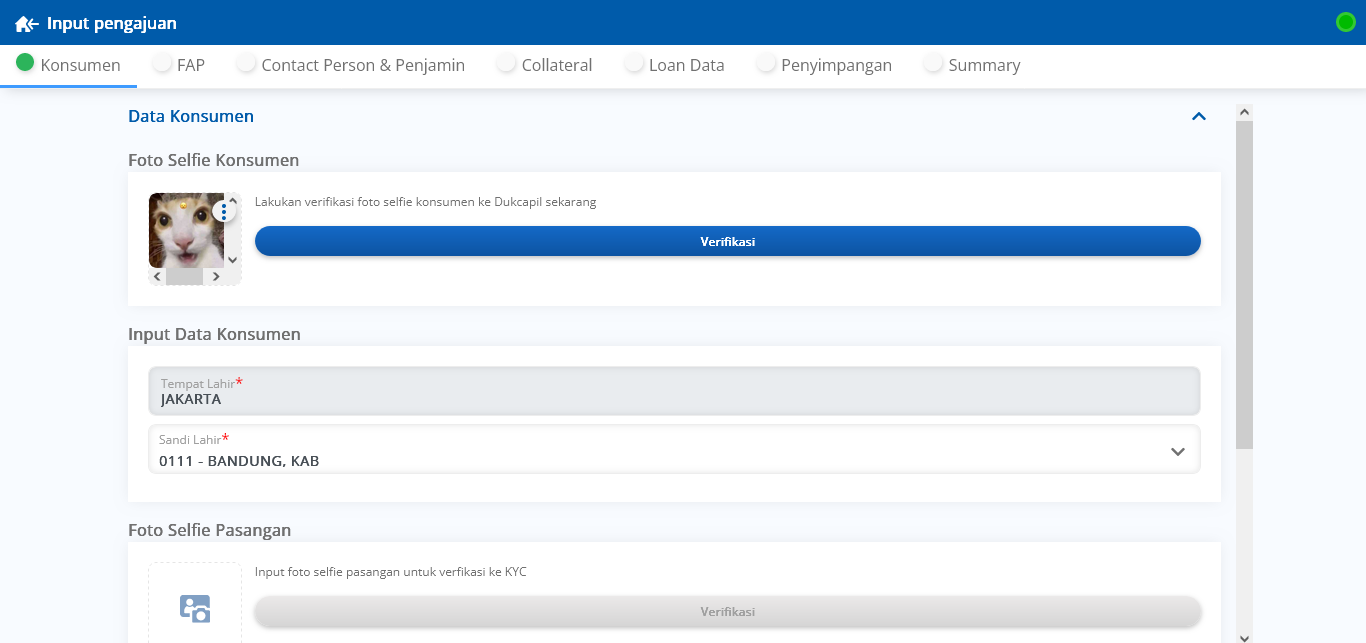 Input pengajuan
Konsumen FAP Contact Person & Penjamin Collateral Loan Data Penyimpangan Summary
Data Konsumen
Foto Selfie Konsumen
Lakukan verifikasi foto selfie konsumen ke Dukcapil sekarang
Verifikasi
Input Data Konsumen
Tempat Lahir*
JAKARTA
Sandi Lahir*
0111 - BANDUNG, KAB
Foto Selfie Pasangan
Input foto selfie pasangan untuk verfikasi ke KYC
Verifikasi